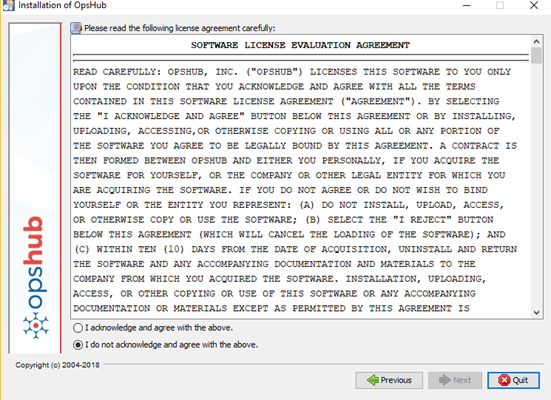 Installation of OpsHub
Please read the following license agreement carefully:
SOFTWARE LICENSE EVALUATION AGREEMENT
READ CAREFULLY: OPSHUB, INC. ("OPSHUB") LICENSES THIS SOFTWARE TO YOU ONLY
UPON THE CONDITION THAT YOU ACKNOWLEDGE AND AGREE WITH ALL THE TERMS
CONTAINED IN THIS SOFTWARE LICENSE AGREEMENT ("AGREEMENT"). BY SELECTING
THE "I ACKNOWLEDGE AND AGREE" BUTTON BELOW THIS AGREEMENT OR BY INSTALLING,
UPLOADING, ACCESSING,OR OTHERWISE COPYING OR USING ALL OR ANY PORTION OF
THE SOFTWARE YOU AGREE TO BE LEGALLY BOUND BY THIS AGREEMENT. A CONTRACT IS
THEN FORMED BETWEEN OPSHUB AND EITHER YOU PERSONALLY, IF YOU ACQUIRE THE
SOFTWARE FOR YOURSELF, OR THE COMPANY OR OTHER LEGAL ENTITY FOR WHICH YOU
ARE ACQUIRING THE SOFTWARE. IF YOU DO NOT AGREE OR DO NOT WISH TO BIND
YOURSELF OR THE ENTITY YOU REPRESENT: (A) DO NOT INSTALL, UPLOAD, ACCESS,
OR OTHERWISE COPY OR USE THE SOFTWARE; (B) SELECT THE "I REJECT" BUTTON
BELOW THIS AGREEMENT (WHICH WILL CANCEL THE LOADING OF THE SOFTWARE); AND
(C) WITHIN TEN (10) DAYS FROM THE DATE OF ACQUISITION, UNINSTALL AND RETURN
THE SOFTWARE AND ANY ACCOMPANYING DOCUMENTATION AND MATERIALS TO THE
COMPANY FROM WHICH YOU ACQUIRED THE SOFTWARE. INSTALLATION, UPLOADING,
ACCESS, OR OTHER COPYING OR USE OF THIS SOFTWARE OR ANY ACCOMPANYING
DOCUMENTATION OR MATERIALS EXCEPT AS PERMITTED BY THIS AGREEMENT IS
opshub
I acknowledge and agree with the above.
I do not acknowledge and agree with the above.
Copyright (c) 2004-2018
Previous
Next
Quit